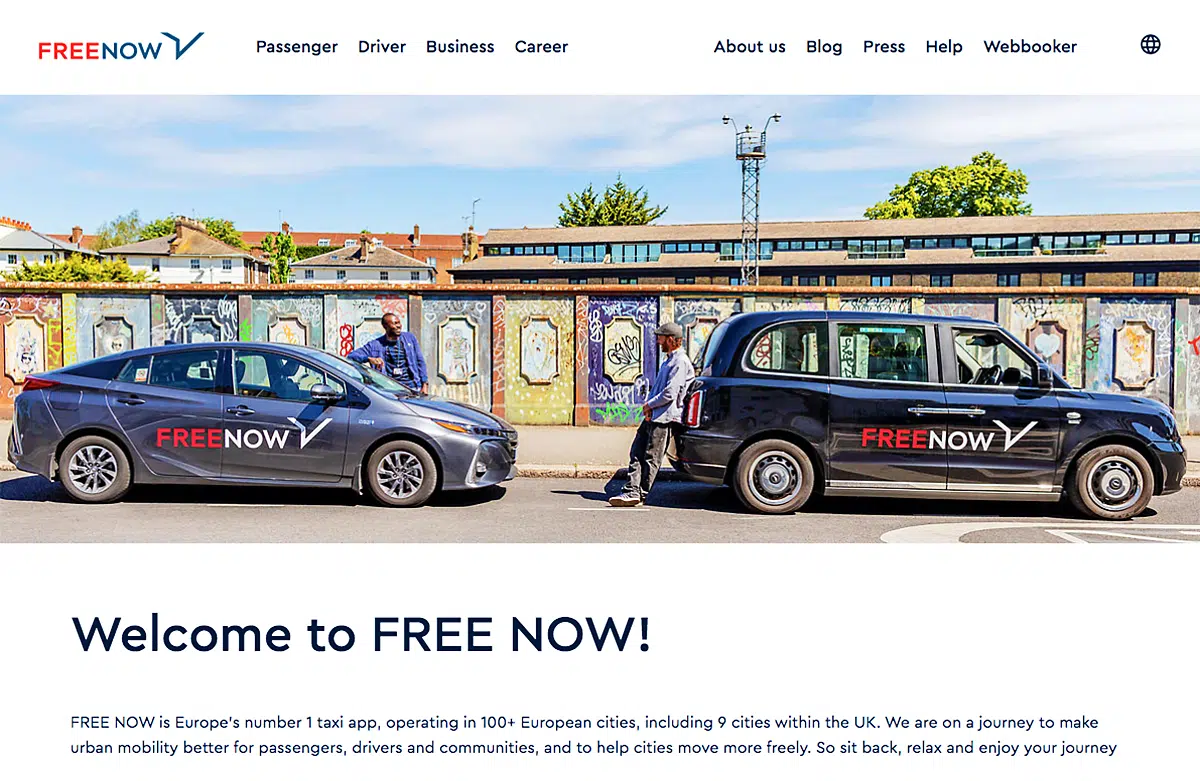 FREENOW
Passenger Driver Business Career
About us Blog Press Help Webbooker
FREENOW
FREENOW
Welcome to FREE NOW!
FREE NOW is Europe's number 1 taxi app, operating in 100+ European cities, including 9 cities within the UK. We are on a journey to make
urban mobility better for passengers, drivers and communities, and to help cities move more freely. So sit back, relax and enjoy your journey